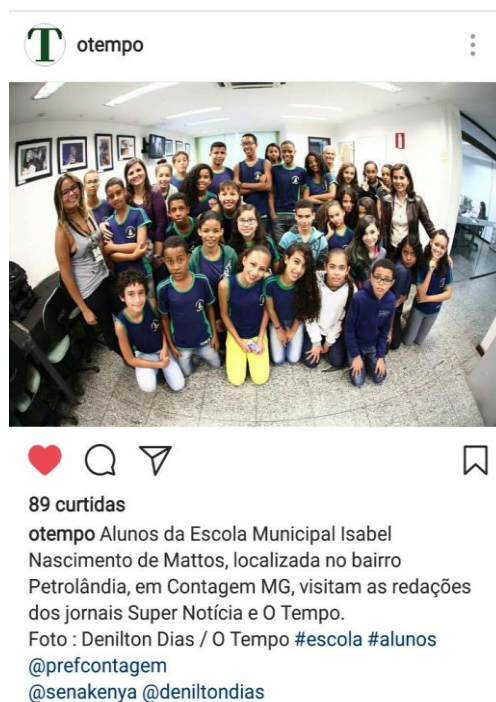 T otempo
89 curtidas
otempo Alunos da Escola Municipal Isabel
Nascimento de Mattos, localizada no bairro
Petrolândia, em Contagem MG, visitam as redações
dos jornais Super Notícia e O Tempo.
Foto : Denilton Dias / O Tempo #escola #alunos
@prefcontagem
@senakenya @deniltondias